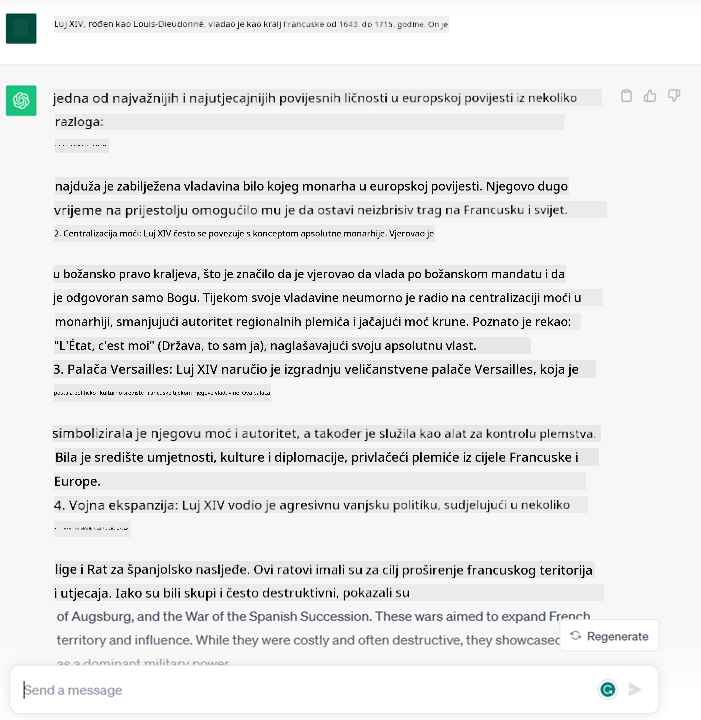 Luj XIV, rođen kao Louis-Dieudonné, vladao je kao kralj Francuske od 1643. do 1715. godine. On je
jedna od najvažnijih i najutjecajnijih povijesnih ličnosti u europskoj povijesti iz nekoliko
razloga:
najduža je zabilježena vladavina bilo kojeg monarha u europskoj povijesti. Njegovo dugo
vrijeme na prijestolju omogućilo mu je da ostavi neizbrisiv trag na Francusku i svijet.
2. Centralizacija moći: Luj XIV često se povezuje s konceptom apsolutne monarhije. Vjerovao je
u božansko pravo kraljeva, što je značilo da je vjerovao da vlada po božanskom mandatu i da
je odgovoran samo Bogu. Tijekom svoje vladavine neumorno je radio na centralizaciji moći u
monarhiji, smanjujući autoritet regionalnih plemića i jačajući moć krune. Poznato je rekao:
"L'État, c'est moi" (Država, to sam ja), naglašavajući svoju apsolutnu vlast.
3. Palača Versailles: Luj XIV naručio je izgradnju veličanstvene palače Versailles, koja je
postala političko i kulturno središte Francuske tijekom njegove vladavine. Ova palača
simbolizirala je njegovu moć i autoritet, a također je služila kao alat za kontrolu plemstva.
Bila je središte umjetnosti, kulture i diplomacije, privlačeći plemiće iz cijele Francuske i
Europe.
4. Vojna ekspanzija: Luj XIV vodio je agresivnu vanjsku politiku, sudjelujući u nekoliko
lige i Rat za španjolsko nasljeđe. Ovi ratovi imali su za cilj proširenje francuskog teritorija
i utjecaja. Iako su bili skupi i često destruktivni, pokazali su
of Augsburg, and the War of the Spanish Succession. These wars aimed to expand French
territory and influence. While they were costly and often destructive, they showcased
as a dominant military power.
Regenerate
Send a message